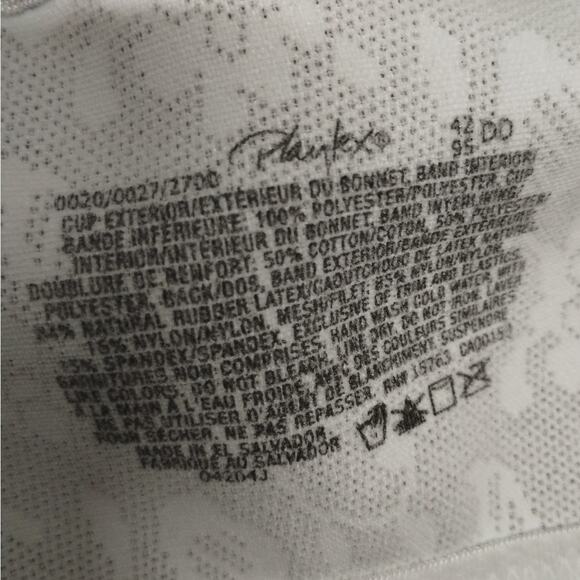 Playtex®
42
95 DD
0020/0027/2700
CUP EXTERIOR/EXTÉRIEUR DU BONNET, BAND INTERIOR/
BANDE INFÉRIEURE: 100% POLYESTER/POLYESTER, CUP
INTERIOR/INTÉRIEUR DU BONNET, BAND INTERLINING/
DOUBLURE DE RENFORT: 50% COTTON/COTON, 50% POLYESTER/
POLYESTER, BACK/DOS, BAND EXTERIOR/BANDE EXTÉRIEURE:
NATURAL RUBBER LATEX/CAOUTCHOUC DE LATEX NATUREL
15% NYLON/NYLON, MESH/FILET: 85% NYLON/NYLON,
15% SPANDEX/SPANDEX. EXCLUSIVE OF TRIM AND ELASTICS.
GARNITURES NON COMPRISES. HAND WASH COLD WATER WITH
LIKE COLORS. DO NOT BLEACH. LINE DRY. DO NOT IRON. LAVER
À LA MAIN À L'EAU FROIDE, AVEC DES COULEURS SIMILAIRES.
NE PAS UTILISER D'AGENT DE BLANCHIMENT. SUSPENDRE
POUR SÉCHER. NE PAS REPASSER. RN# 15763 CA00153
MADE IN EL SALVADOR
FABRIQUÉ AU SALVADOR
04204J